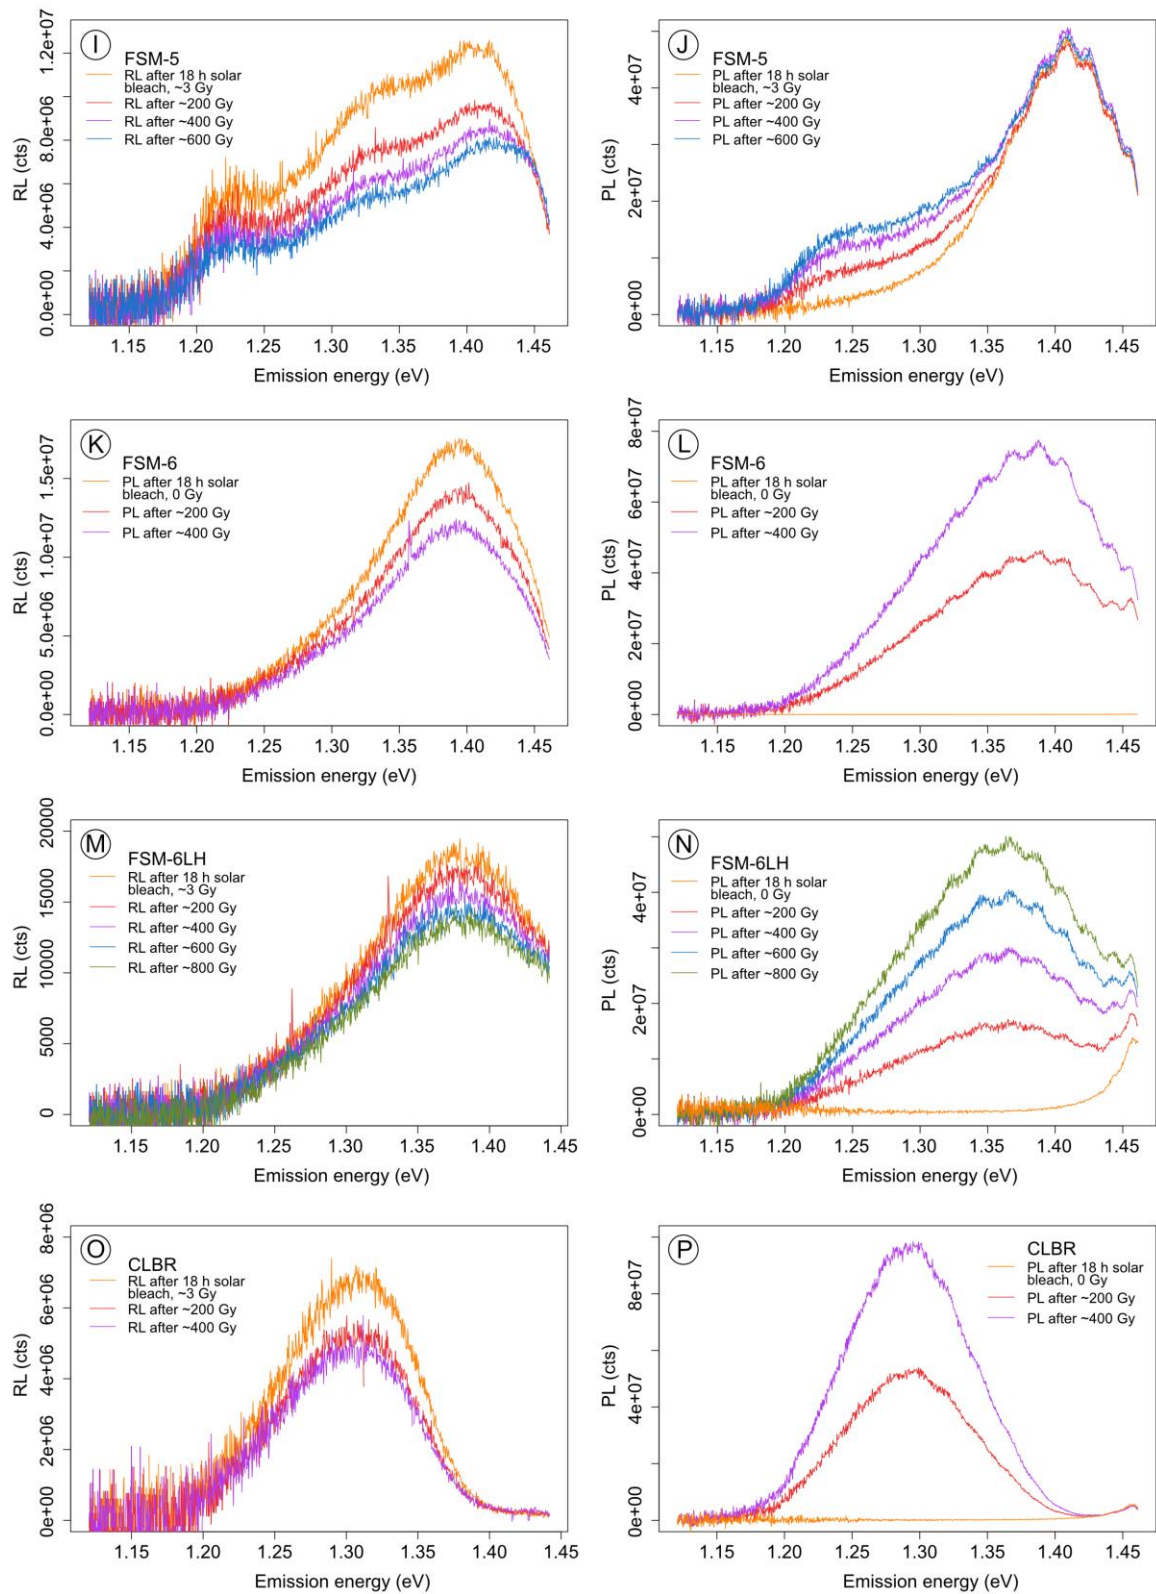 I
FSM-5
RL after 18 h solar
bleach, ~3 Gy
RL after ~200 Gy
RL after ~400 Gy
RL after ~600 Gy
RL (cts)
0.0e+00 4.0e+06 8.0e+06 1.2e+07
1.15 1.20 1.25 1.30 1.35 1.40 1.45
Emission energy (eV)
J
FSM-5
PL after 18 h solar
bleach, ~3 Gy
PL after ~200 Gy
PL after ~400 Gy
PL after ~600 Gy
PL (cts)
0e+00 2e+07 4e+07
1.15 1.20 1.25 1.30 1.35 1.40 1.45
Emission energy (eV)
K
FSM-6
PL after 18 h solar
bleach, 0 Gy
PL after ~200 Gy
PL after ~400 Gy
RL (cts)
0.0e+00 5.0e+06 1.0e+07 1.5e+07
1.15 1.20 1.25 1.30 1.35 1.40 1.45
Emission energy (eV)
L
FSM-6
PL after 18 h solar
bleach, 0 Gy
PL after ~200 Gy
PL after ~400 Gy
PL (cts)
0e+00 2e+07 4e+07 6e+07 8e+07
1.15 1.20 1.25 1.30 1.35 1.40 1.45
Emission energy (eV)
M
FSM-6LH
RL after 18 h solar
bleach, ~3 Gy
RL after ~200 Gy
RL after ~400 Gy
RL after ~600 Gy
RL after ~800 Gy
RL (cts)
0 5000 10000 15000 20000
1.15 1.20 1.25 1.30 1.35 1.40 1.45
Emission energy (eV)
N
FSM-6LH
PL after 18 h solar
bleach, 0 Gy
PL after ~200 Gy
PL after ~400 Gy
PL after ~600 Gy
PL after ~800 Gy
PL (cts)
0e+00 2e+07 4e+07
1.15 1.20 1.25 1.30 1.35 1.40 1.45
Emission energy (eV)
O
CLBR
RL after 18 h solar
bleach, ~3 Gy
RL after ~200 Gy
RL after ~400 Gy
RL (cts)
0e+00 2e+06 4e+06 6e+06 8e+06
1.15 1.20 1.25 1.30 1.35 1.40 1.45
Emission energy (eV)
P
CLBR
PL after 18 h solar
bleach, 0 Gy
PL after ~200 Gy
PL after ~400 Gy
PL (cts)
0e+00 4e+07 8e+07
1.15 1.20 1.25 1.30 1.35 1.40 1.45
Emission energy (eV)